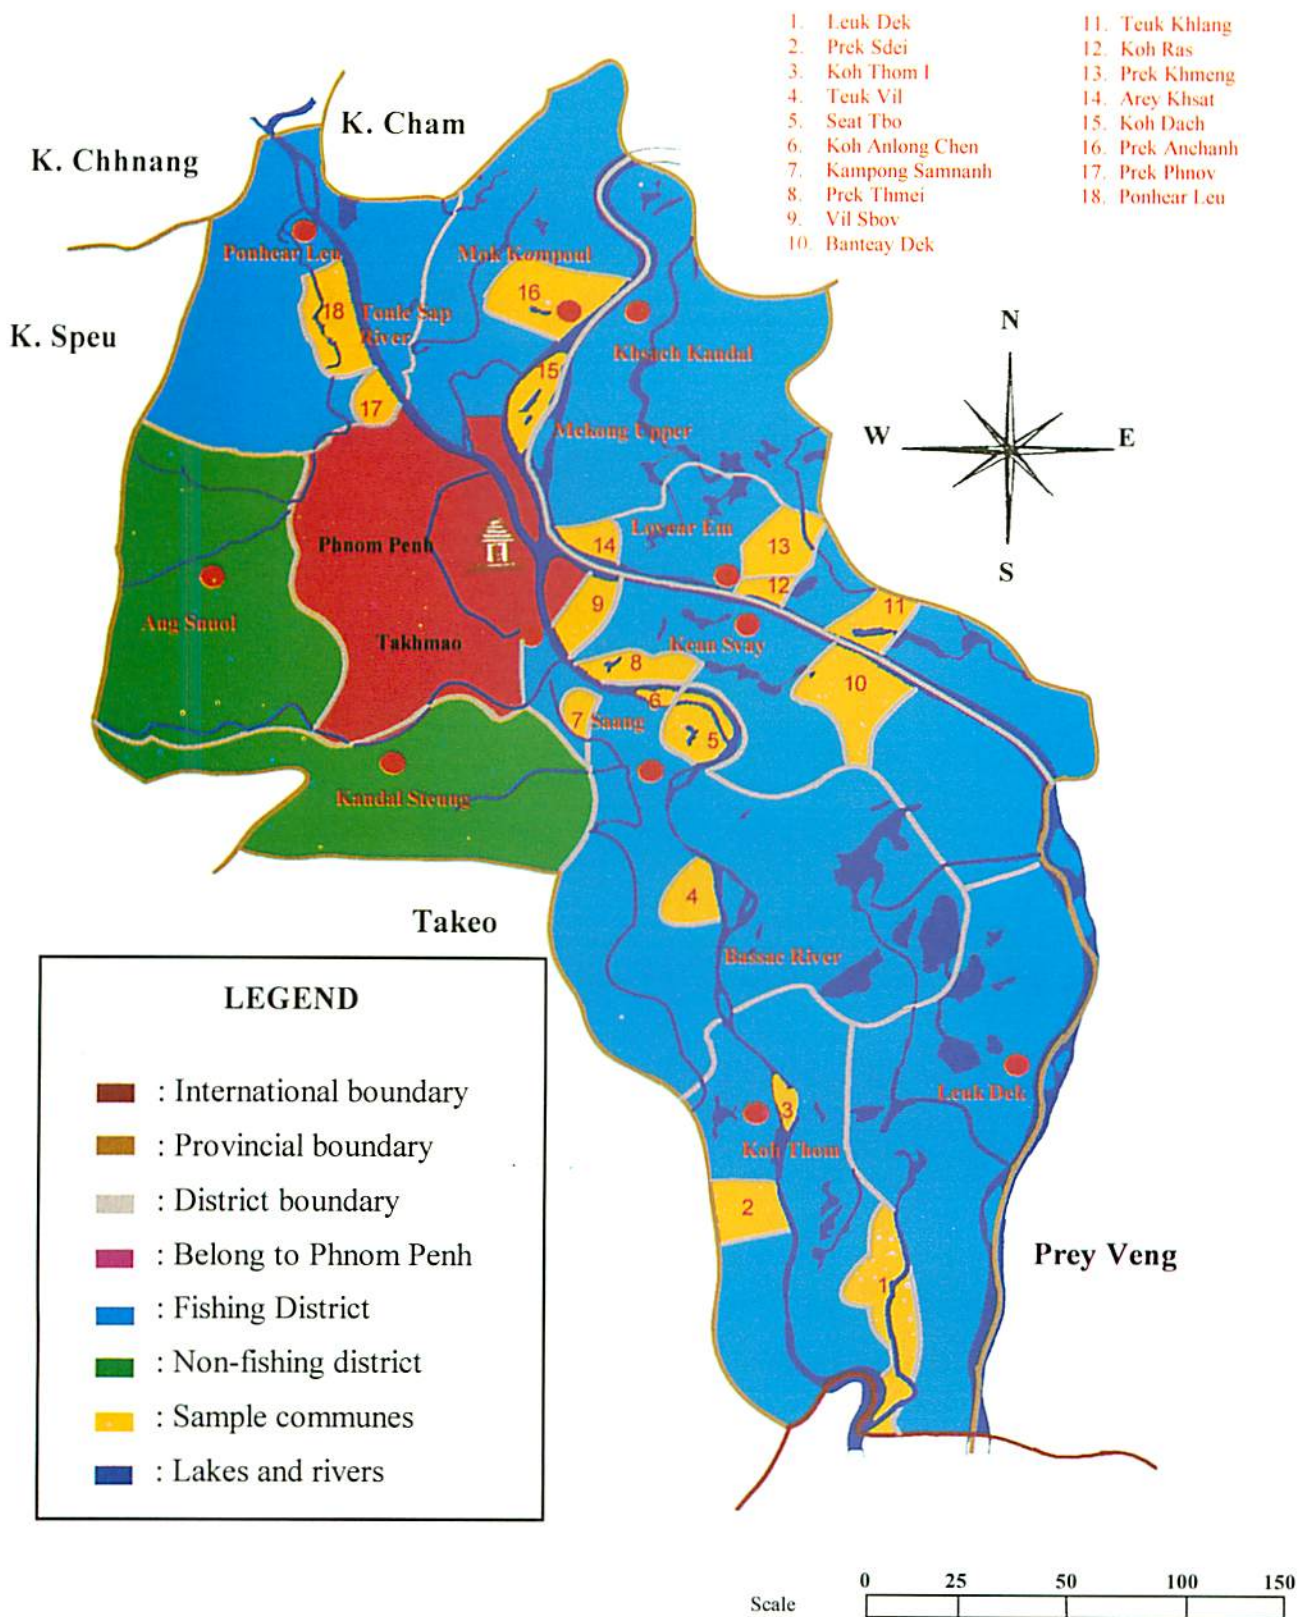 1. Leuk Dek
2. Prek Sdei
3. Koh Thom I
4. Teuk Vil
5. Seat Tbo
6. Koh Anlong Chen
7. Kampong Samnanh
8. Prek Thmei
9. Vil Sbov
10. Banteay Dek
11. Teuk Khlang
12. Koh Ras
13. Prek Khmeng
14. Arey Khsat
15. Koh Dach
16. Prek Anchanh
17. Prek Phnov
18. Ponhear Leu
K. Cham
K. Chhnang
K. Speu
Ponhear Leu
Mok Kompoul
16
18
Tonle Sap
River
Khsach Kandal
15
17
Mekong Upper
N
W
E
S
Lovear Em
14
13
Phnom Penh
12
11
9
Ang Snuol
Takhmao
Kean Svay
8
10
6
7
Saang
5
Kandal Steung
4
Takeo
Bassac River
Leuk Dek
3
Koh Thom
2
1
Prey Veng
LEGEND
: International boundary
: Provincial boundary
: District boundary
: Belong to Phnom Penh
: Fishing District
: Non-fishing district
: Sample communes
: Lakes and rivers
Scale
0 25 50 100 150